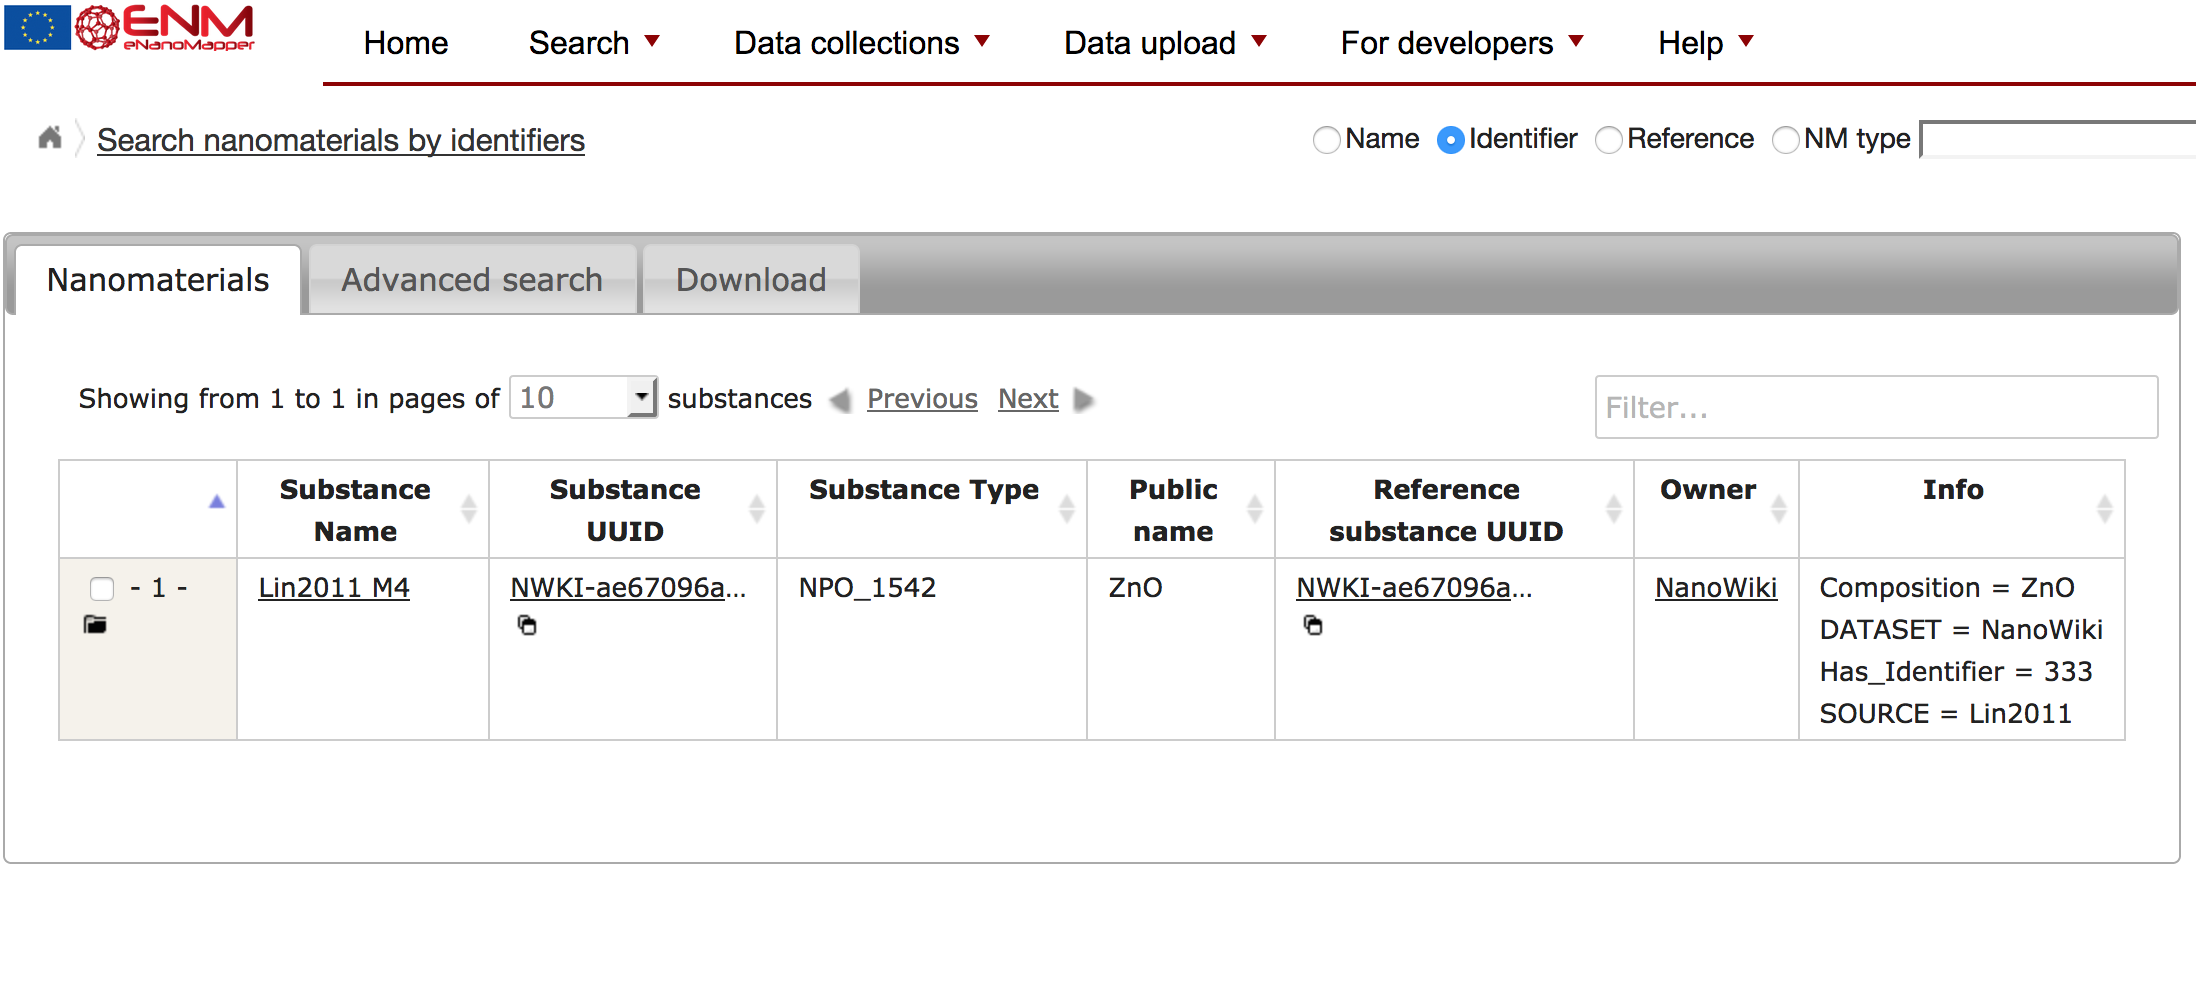 ENM
eNanoMapper
Home Search Data collections Data upload For developers Help
Search nanomaterials by identifiers
Name Identifier Reference NM type
Nanomaterials Advanced search Download
Showing from 1 to 1 in pages of 10 substances Previous Next
Filter...
Substance Name Substance UUID Substance Type Public name Reference substance UUID Owner Info
- 1 - Lin2011 M4 NWKI-ae67096a... NPO_1542 ZnO NWKI-ae67096a... NanoWiki Composition = ZnO
DATASET = NanoWiki
Has_Identifier = 333
SOURCE = Lin2011